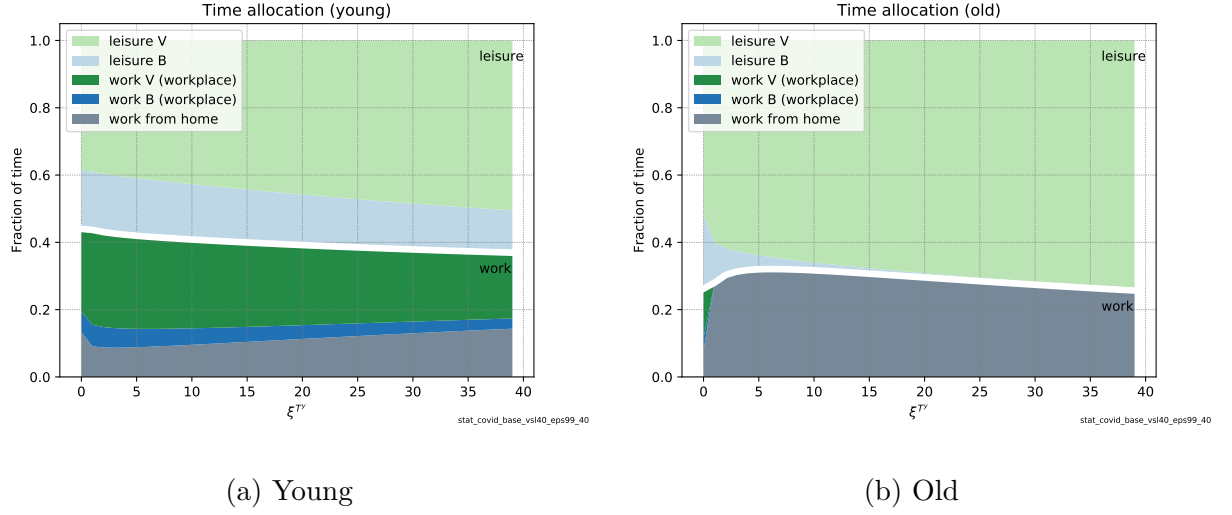 Time allocation (young)
1.0
0.8
0.6
0.4
0.2
0.0
Fraction of time
leisure V
leisure B
work V (workplace)
work B (workplace)
work from home
leisure
work
0 5 10 15 20 25 30 35 40
ξᵀʸ
stat_covid_base_vsl40_eps99_40
(a) Young
Time allocation (old)
1.0
0.8
0.6
0.4
0.2
0.0
Fraction of time
leisure V
leisure B
work V (workplace)
work B (workplace)
work from home
leisure
work
0 5 10 15 20 25 30 35 40
ξᵀʸ
stat_covid_base_vsl40_eps99_40
(b) Old